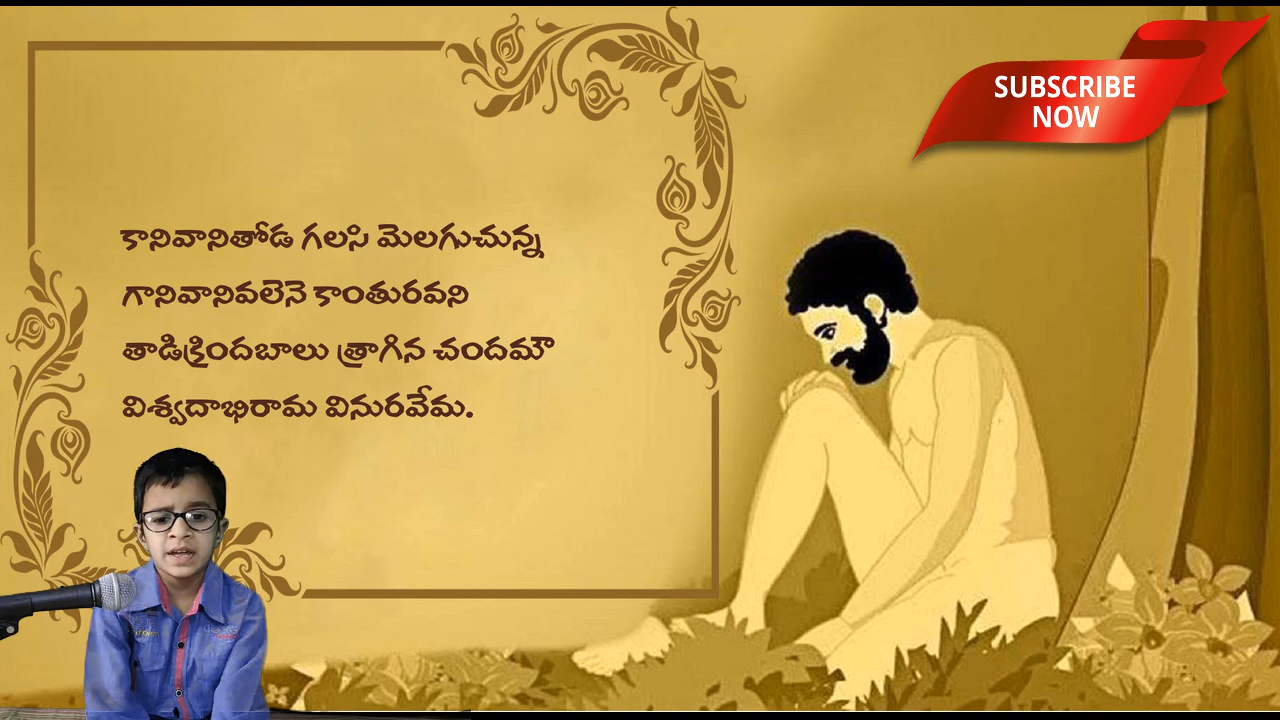 కానివానితోడ గలసి మెలగుచున్న
గానివానివలెనె కాంతురవని
తాడిక్రిందబాలు త్రాగిన చందమౌ
విశ్వదాభిరామ వినురవేమ.
SUBSCRIBE
NOW